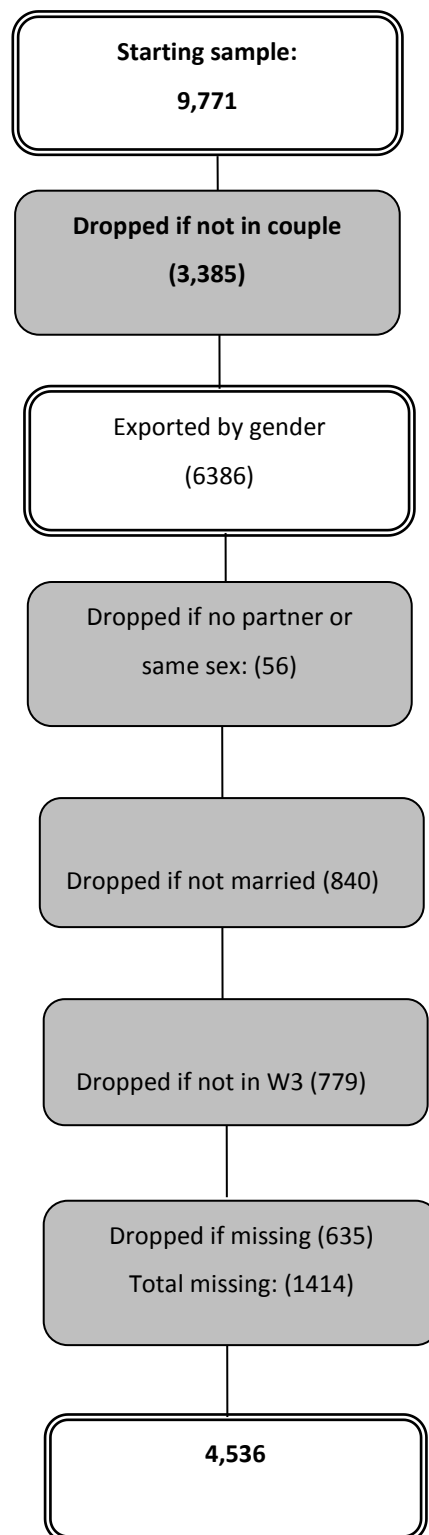 Starting sample:
9,771
Dropped if not in couple
(3,385)
Exported by gender
(6386)
Dropped if no partner or
same sex: (56)
Dropped if not married (840)
Dropped if not in W3 (779)
Dropped if missing (635)
Total missing: (1414)
4,536